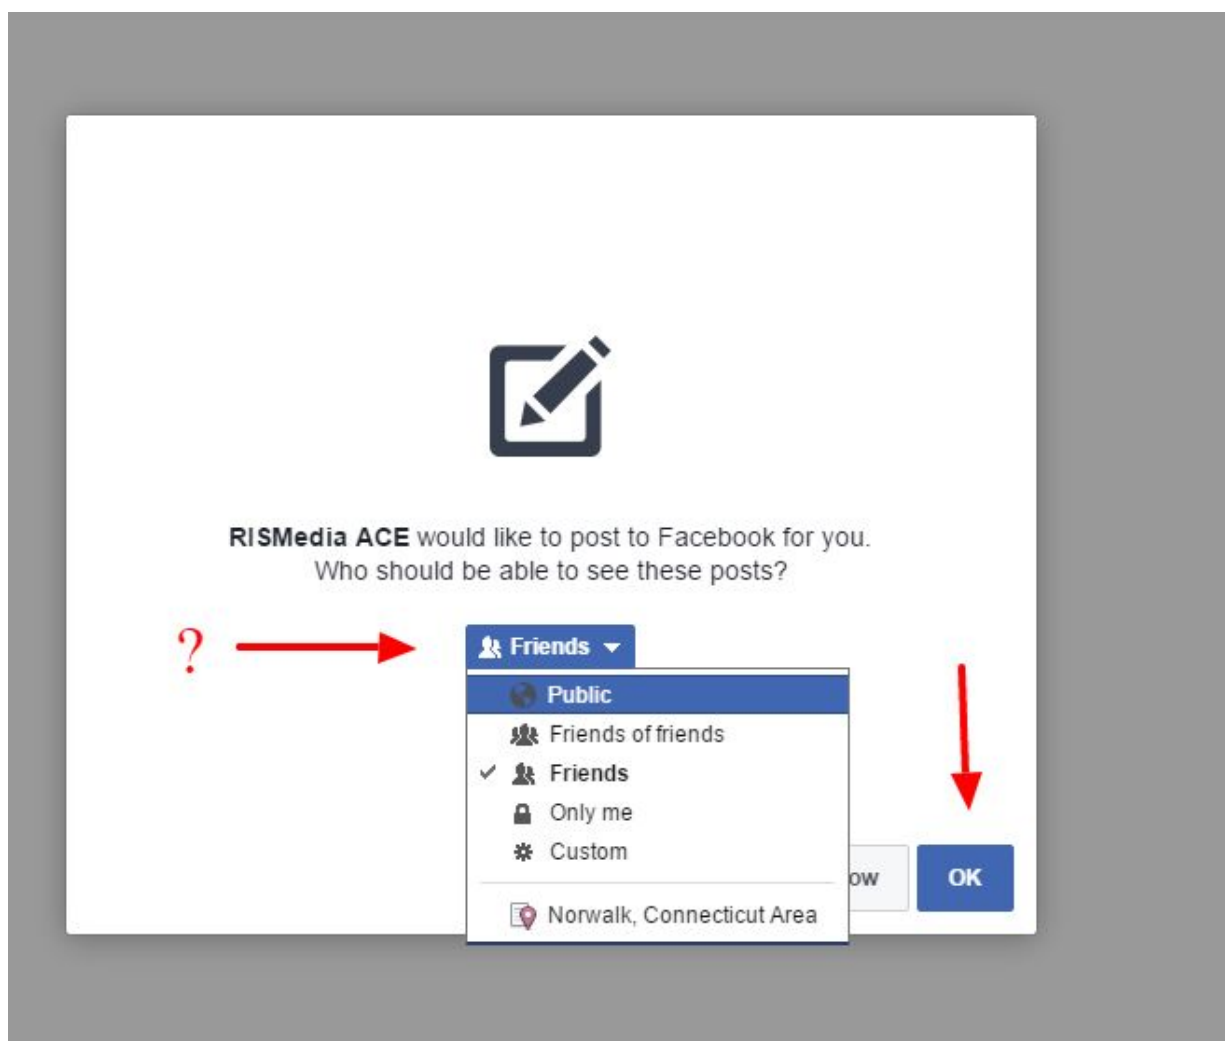 RISMedia ACE would like to post to Facebook for you.
Who should be able to see these posts?
?
Friends
Public
Friends of friends
Friends
Only me
Custom
ow
OK
Norwalk, Connecticut Area